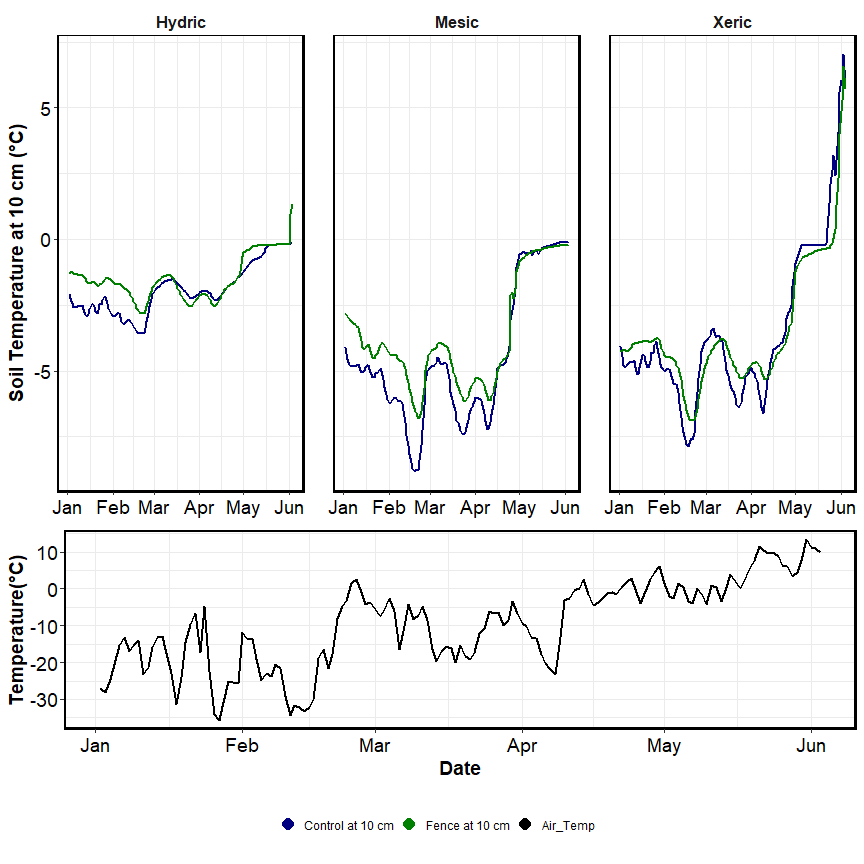 Hydric Mesic Xeric
Soil Temperature at 10 cm (°C)
5
0
-5
Jan Feb Mar Apr May Jun Jan Feb Mar Apr May Jun Jan Feb Mar Apr May Jun
Temperature(°C)
10
0
-10
-20
-30
Jan Feb Mar Apr May Jun
Date
Control at 10 cm Fence at 10 cm Air_Temp